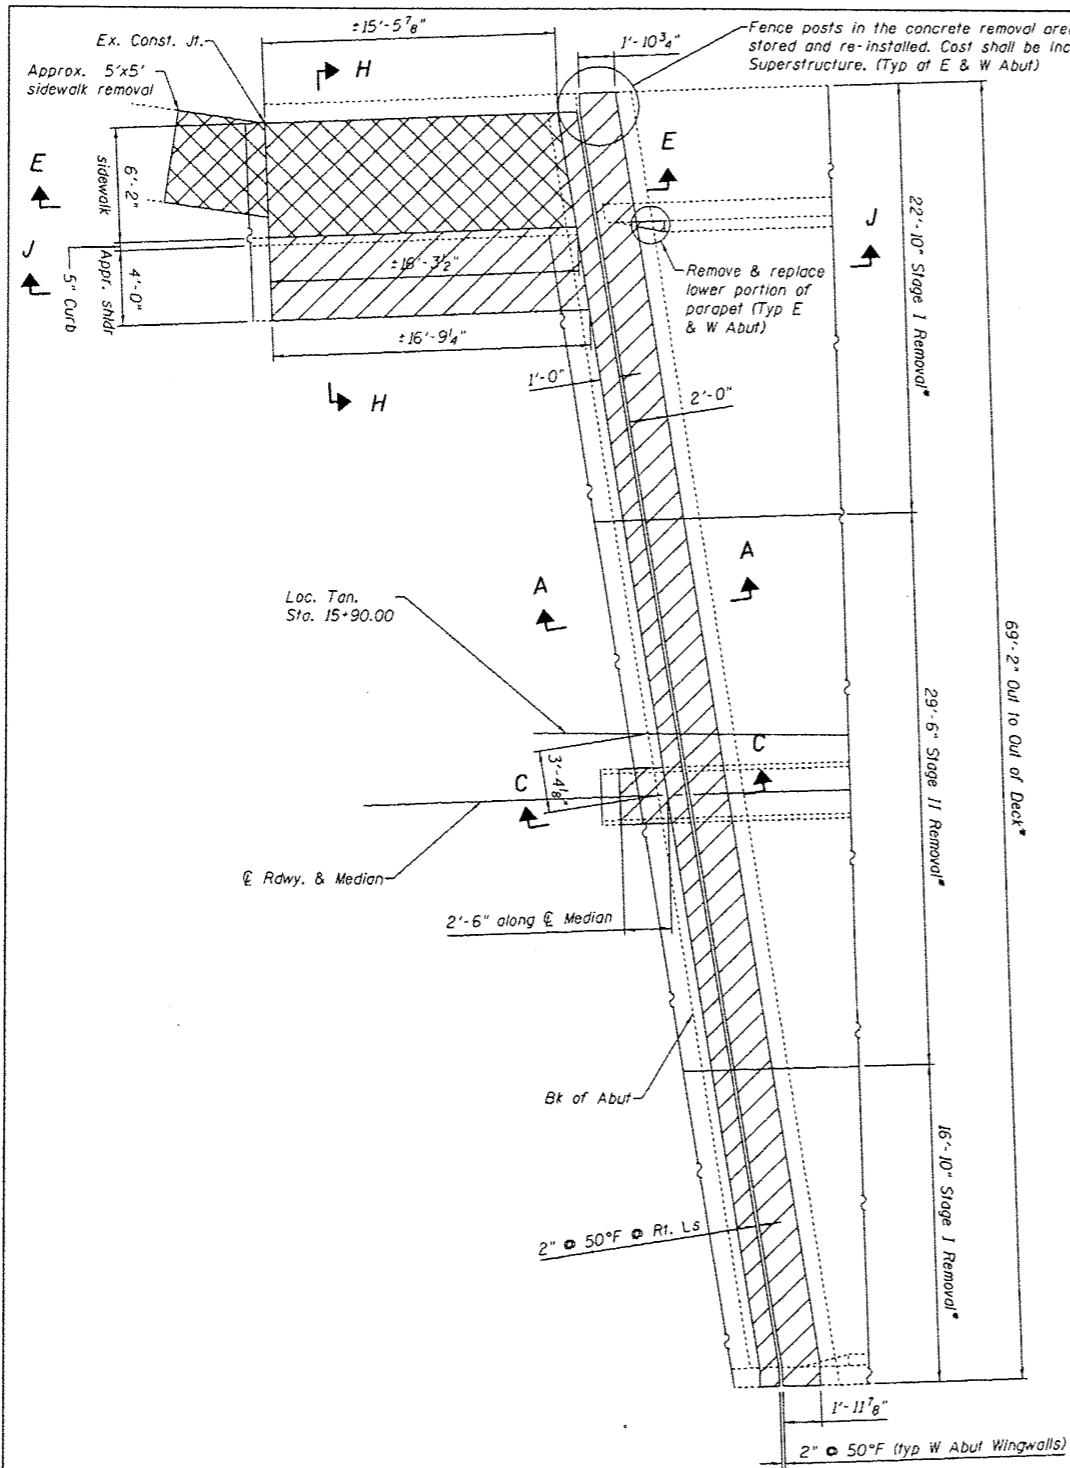 ±15'-5⅞"
1'-10¾"
Fence posts in the concrete removal
stored and re-installed. Cost shall be
Superstructure. (Typ at E & W Abut)
Ex. Const. Jt.
H
Approx. 5'x5'
sidewalk removal
E
E
6'-2"
sidewalk
J
J
±18'-3½"
4'-0"
Appr. shldr
5" Curb
Remove & replace
lower portion of
parapet (Typ E
& W Abut)
22'-10" Stage I Removal*
±16'-9¼"
1'-0"
H
2'-0"
A
A
Loc. Tan.
Sta. 15+90.00
69'-2" Out to Out of Deck*
3'-4⅛"
C
C
29'-6" Stage II Removal*
℄ Rdwy. & Median
2'-6" along ℄ Median
Bk of Abut
16'-10" Stage I Removal*
2" @ 50°F @ Rt. Ls
1'-11⅞"
2" @ 50°F (typ W Abut Wingwalls)